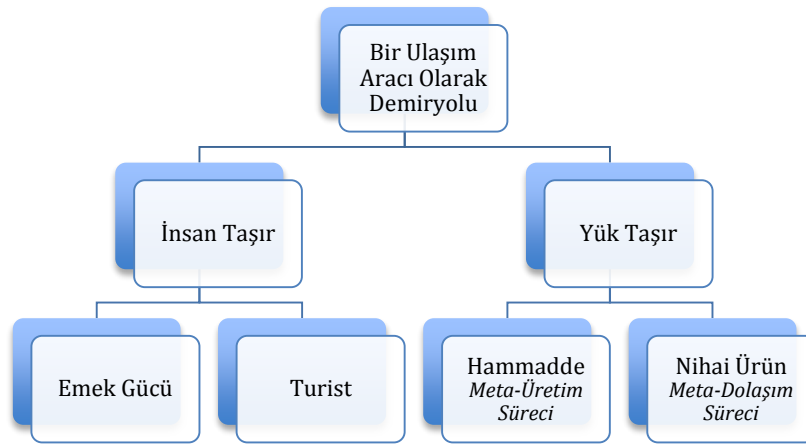 Bir Ulaşım
Aracı Olarak
Demiryolu
İnsan Taşır
Yük Taşır
Emek Gücü
Turist
Hammadde
Meta-Üretim
Süreci
Nihai Ürün
Meta-Dolaşım
Süreci